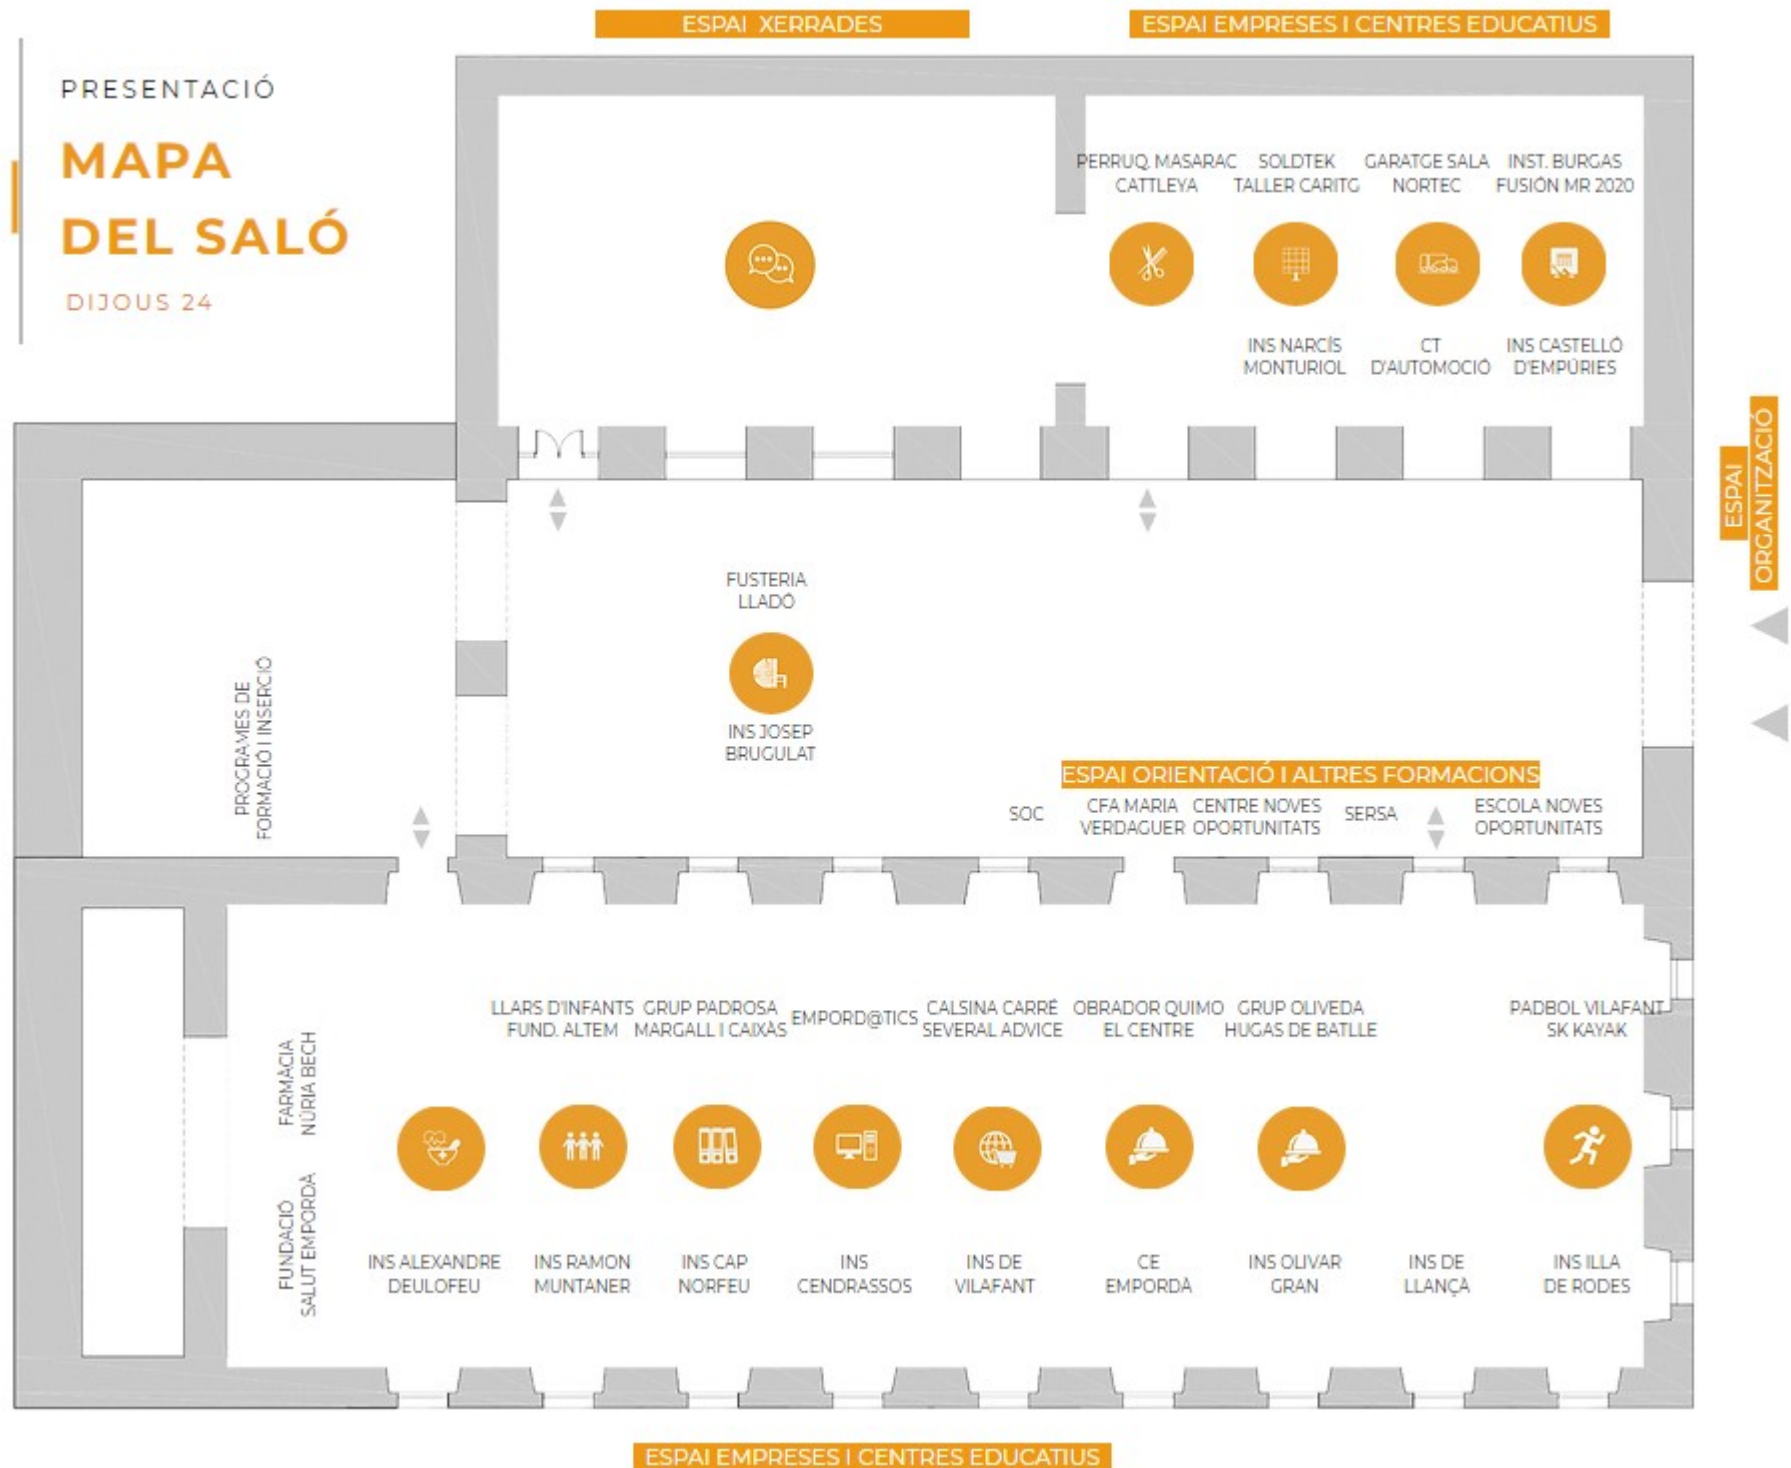 ESPAI XERRADES
ESPAI EMPRESES I CENTRES EDUCATIUS
PRESENTACIÓ
MAPA
DEL SALÓ
DIJOUS 24
PERRUQ. MASARAC
CATTLEYA
SOLDTEK
TALLER CARITG
GARATGE SALA
NORTEC
INST. BURGAS
FUSIÓN MR 2020
INS NARCÍS
MONTURIOL
CT
D'AUTOMOCIÓ
INS CASTELLÓ
D'EMPÚRIES
ESPAI
ORGANITZACIÓ
FUSTERIA
LLADÓ
INS JOSEP
BRUGULAT
PROGRAMES DE
FORMACIÓ I INSERCIÓ
ESPAI ORIENTACIÓ I ALTRES FORMACIONS
SOC
CFA MARIA
VERDAGUER
CENTRE NOVES
OPORTUNITATS
SERSA
ESCOLA NOVES
OPORTUNITATS
LLARS D'INFANTS
FUND. ALTEM
GRUP PADROSA
MARGALL I CAIXÀS
EMPORD@TICS
CALSINA CARRÉ
SEVERAL ADVICE
OBRADOR QUIMO
EL CENTRE
GRUP OLIVEDA
HUGAS DE BATLLE
PADBOL VILAFANT
SK KAYAK
FARMÀCIA
NÚRIA BECH
FUNDACIÓ
SALUT EMPORDÀ
INS ALEXANDRE
DEULOFEU
INS RAMON
MUNTANER
INS CAP
NORFEU
INS
CENDRASSOS
INS DE
VILAFANT
CE
EMPORDÀ
INS OLIVAR
GRAN
INS DE
LLANÇÀ
INS ILLA
DE RODES
ESPAI EMPRESES I CENTRES EDUCATIUS